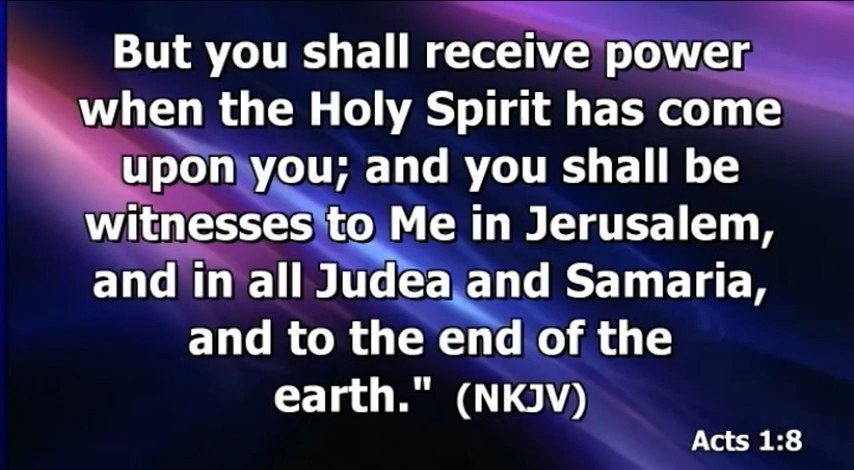 But you shall receive power
when the Holy Spirit has come
upon you; and you shall be
witnesses to Me in Jerusalem,
and in all Judea and Samaria,
and to the end of the
earth." (NKJV)
Acts 1:8